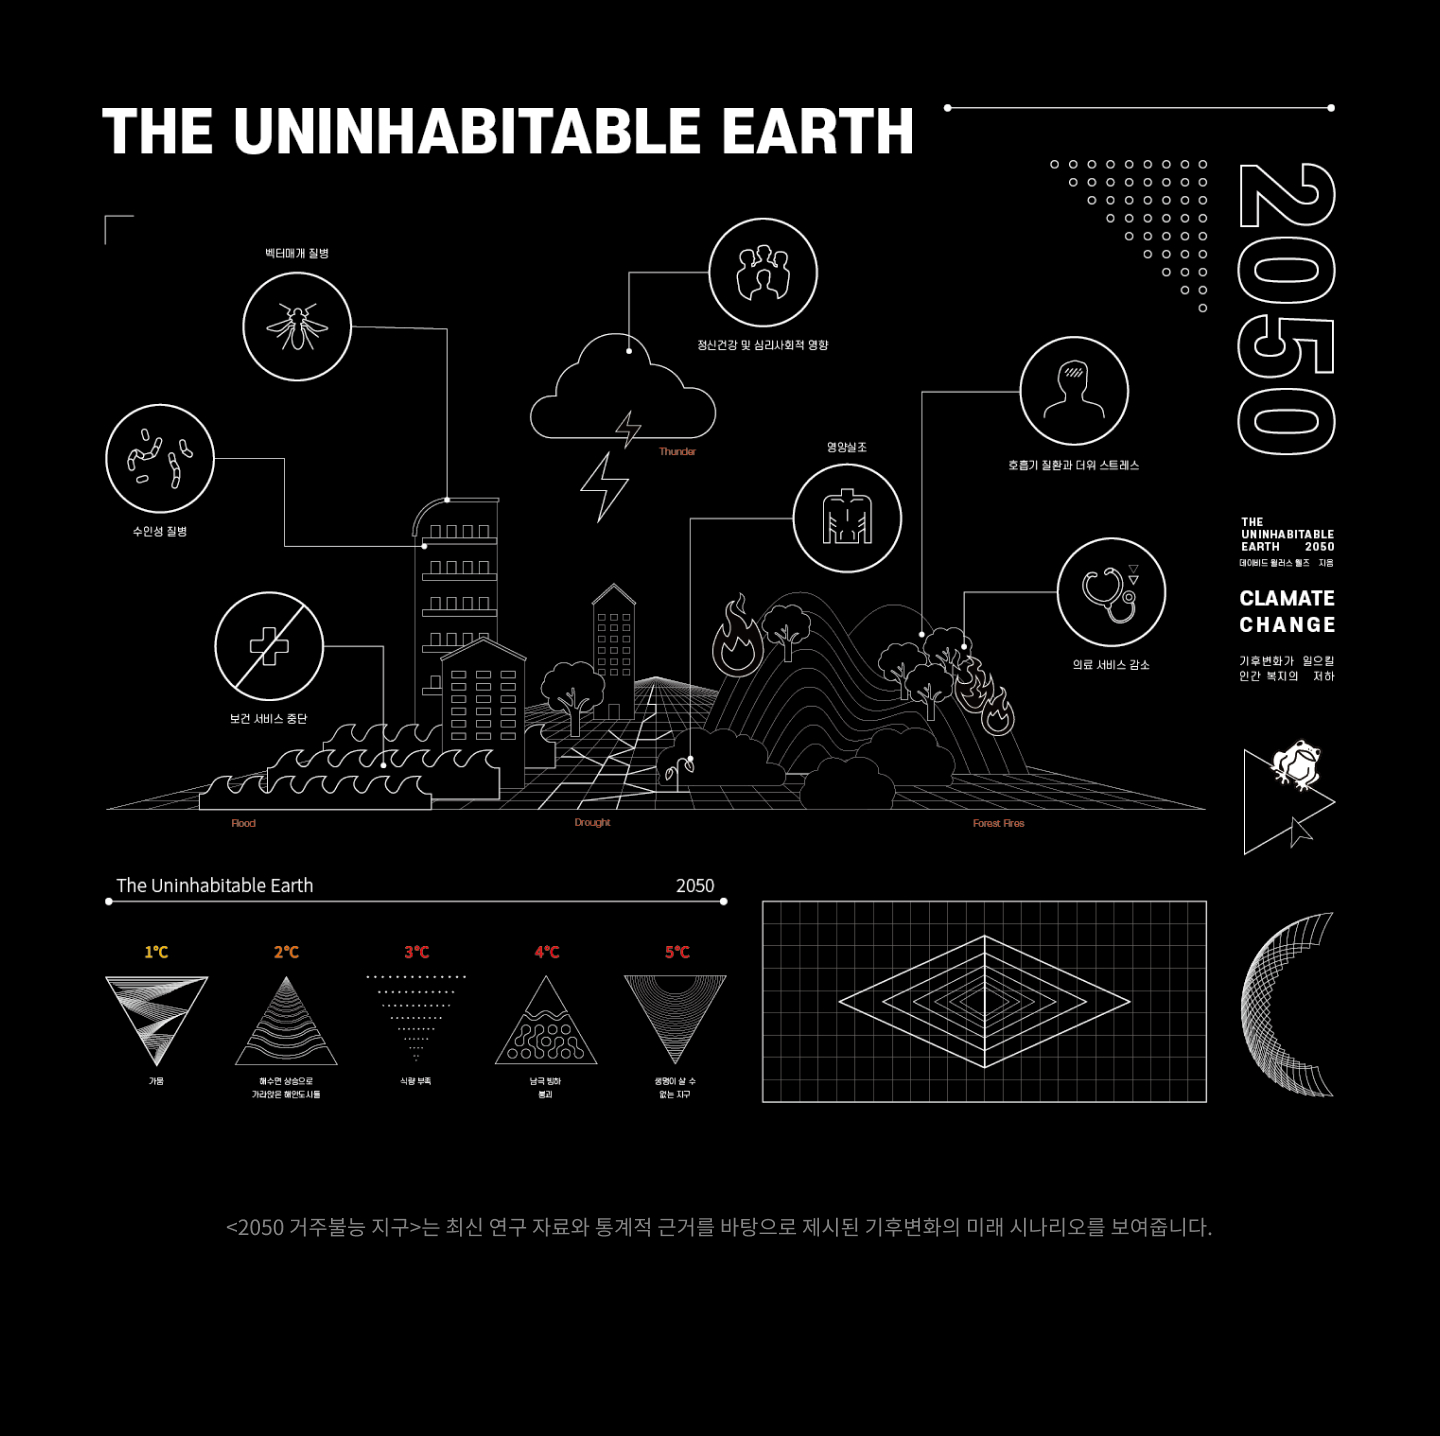 THE UNINHABITABLE EARTH
2050
벡터매개 질병
정신건강 및 심리사회적 영향
Thunder
영양실조
호흡기 질환과 더위 스트레스
수인성 질병
의료 서비스 감소
보건 서비스 중단
Flood
Drought
Forest Fires
THE
UNINHABITABLE
EARTH 2050
데이비드 월러스 웰즈 지음
CLAMATE
CHANGE
기후변화가 일으킬
인간 복지의 저하
The Uninhabitable Earth 2050
1°C 2°C 3°C 4°C 5°C
가뭄
해수면 상승으로
가라앉은 해안도시들
식량 부족
남극 빙하
붕괴
생명이 살 수
없는 지구
<2050 거주불능 지구>는 최신 연구 자료와 통계적 근거를 바탕으로 제시된 기후변화의 미래 시나리오를 보여줍니다.